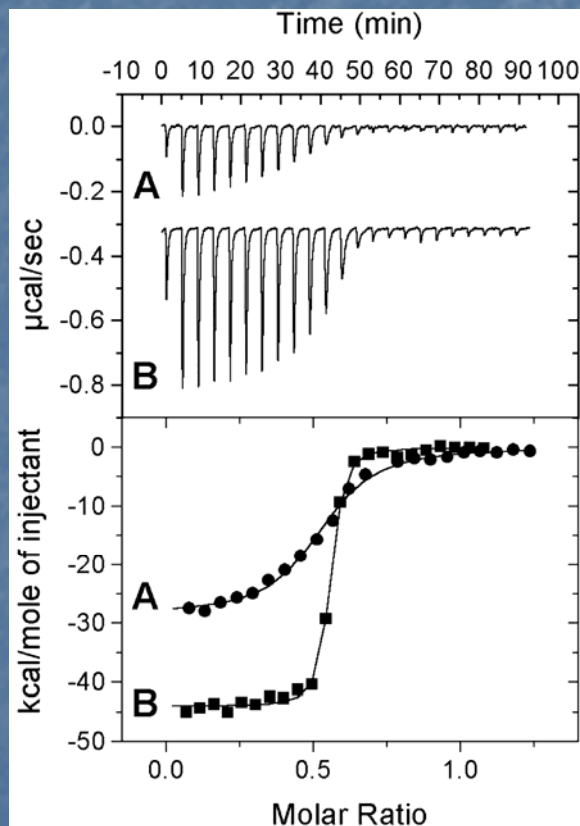 Time (min)
-10 0 10 20 30 40 50 60 70 80 90 100
0.0
A
-0.2
µcal/sec
-0.4
-0.6
B
-0.8
0
-10
kcal/mole of injectant
-20
A
-30
-40
B
-50
0.0 0.5 1.0
Molar Ratio